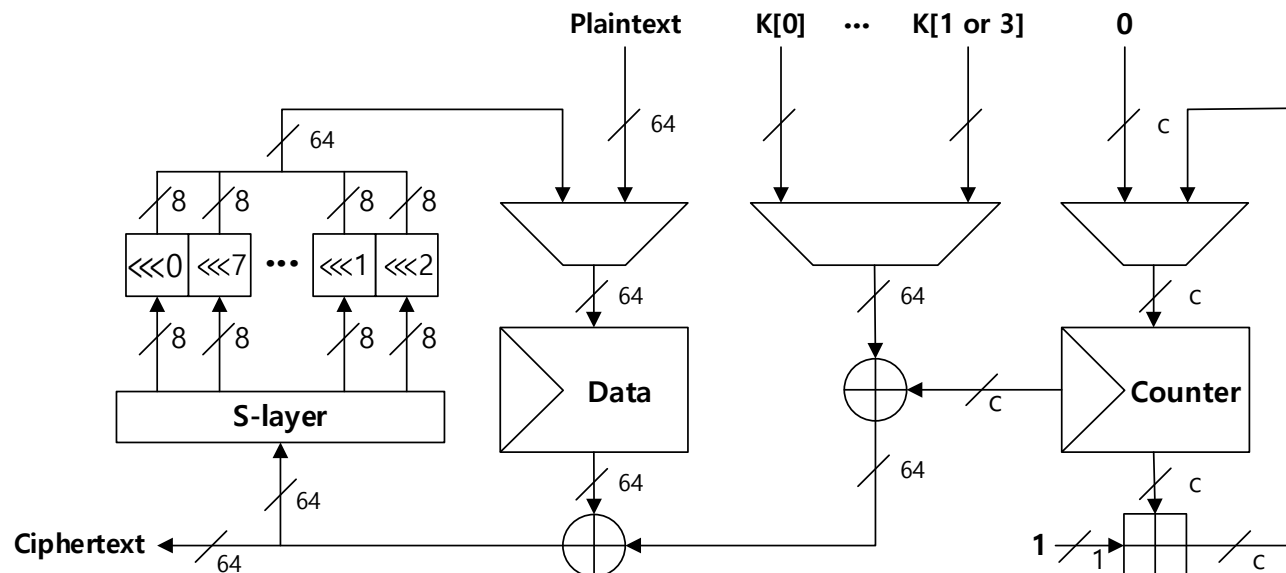 Plaintext K[0] ... K[1 or 3] 0
64 64 C
8 8 8 8
<<<0 <<<7 ... <<<1 <<<2
64 64 C
8 8 8 8
S-layer Data C Counter
64 64 64 C
Ciphertext 64 1 1 C